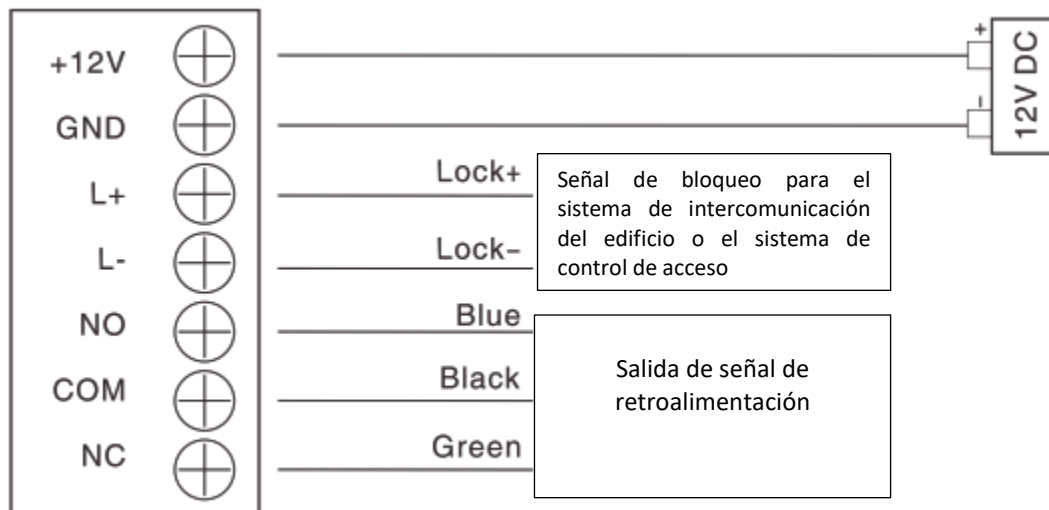 +12V
GND
L+
L-
NO
COM
NC
Lock+
Lock−
Blue
Black
Green
+
−
12V DC
Señal de bloqueo para el
sistema de intercomunicación
del edificio o el sistema de
control de acceso
Salida de señal de
retroalimentación